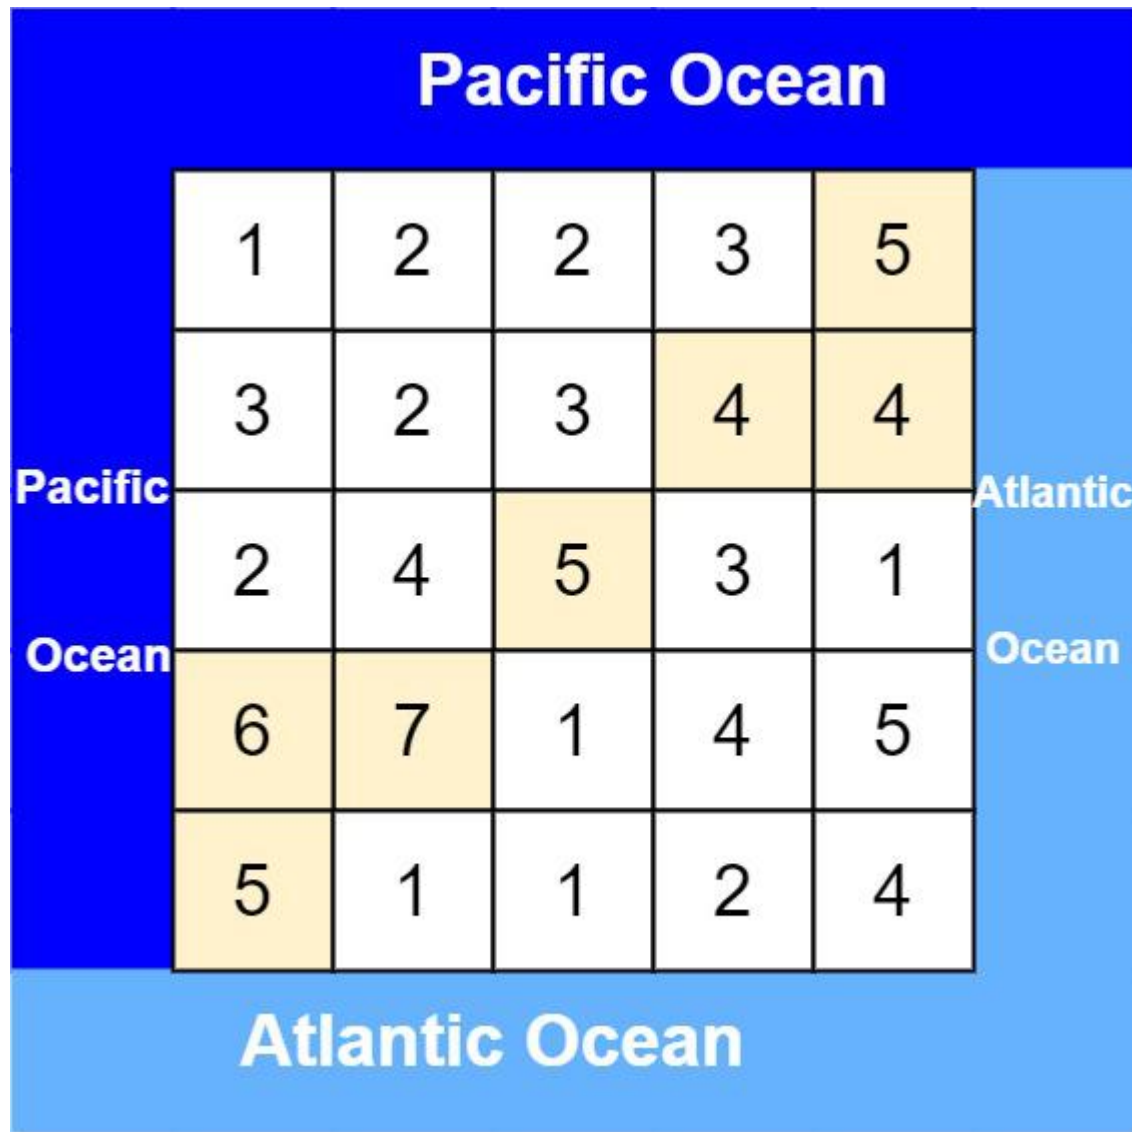 Pacific Ocean
1 2 2 3 5
3 2 3 4 4
Pacific
Atlantic
2 4 5 3 1
Ocean
Ocean
6 7 1 4 5
5 1 1 2 4
Atlantic Ocean